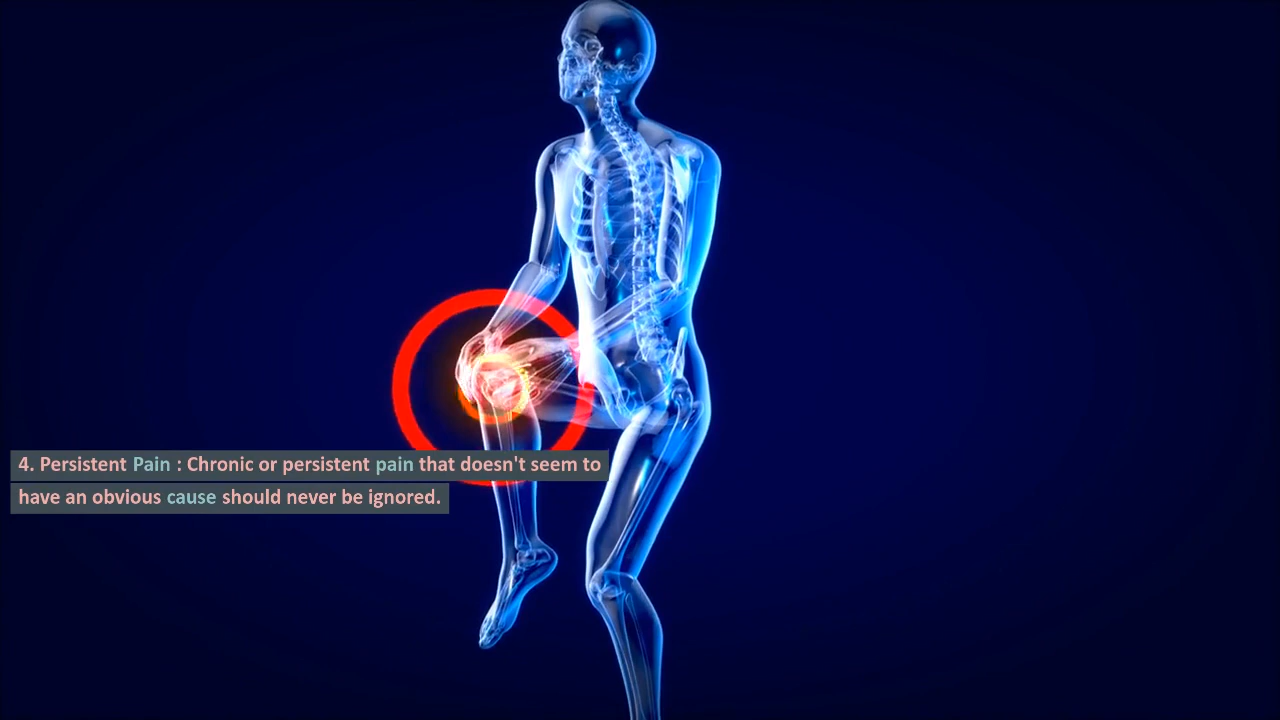 4. Persistent Pain : Chronic or persistent pain that doesn't seem to
have an obvious cause should never be ignored.